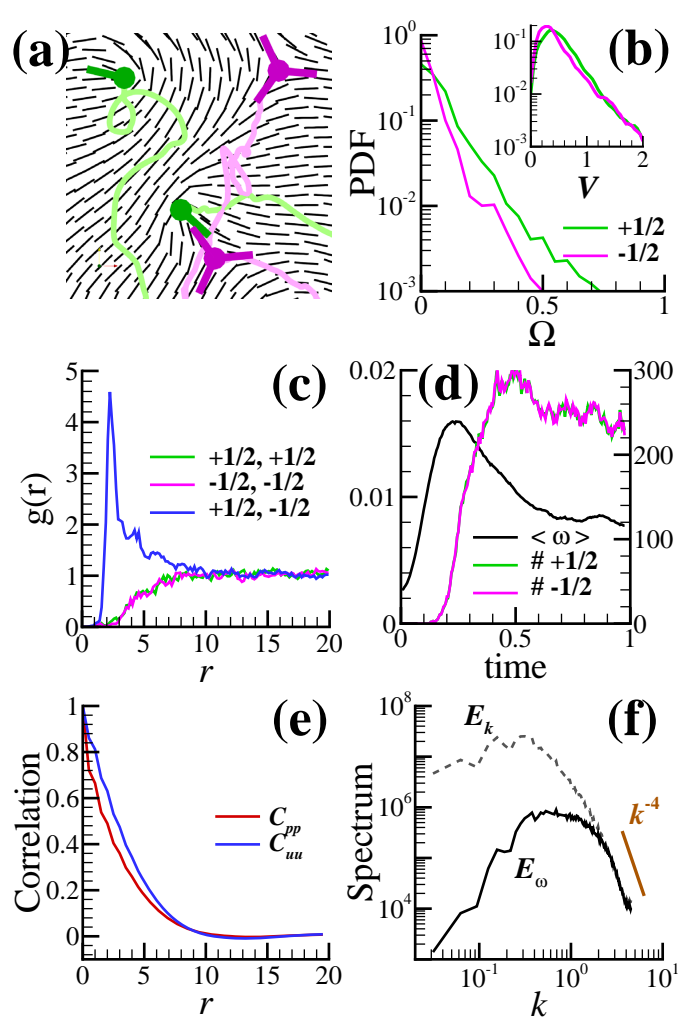 (a)
(b)
PDF
10^0
10^-1
10^-2
10^-3
0
0.5
1
Ω
10^-1
10^-2
10^-3
0
1
2
V
+1/2
-1/2
(c)
g(r)
5
4
3
2
1
0
0
5
10
15
20
r
+1/2, +1/2
-1/2, -1/2
+1/2, -1/2
(d)
0.02
0.01
0
300
240
180
120
60
0
0
0.5
1
time
< ω >
# +1/2
# -1/2
(e)
Correlation
1
0.8
0.6
0.4
0.2
0
0
5
10
15
20
r
C_pp
C_uu
(f)
Spectrum
10^8
10^6
10^4
10^-1
10^0
10^1
k
E_k
E_ω
k^-4